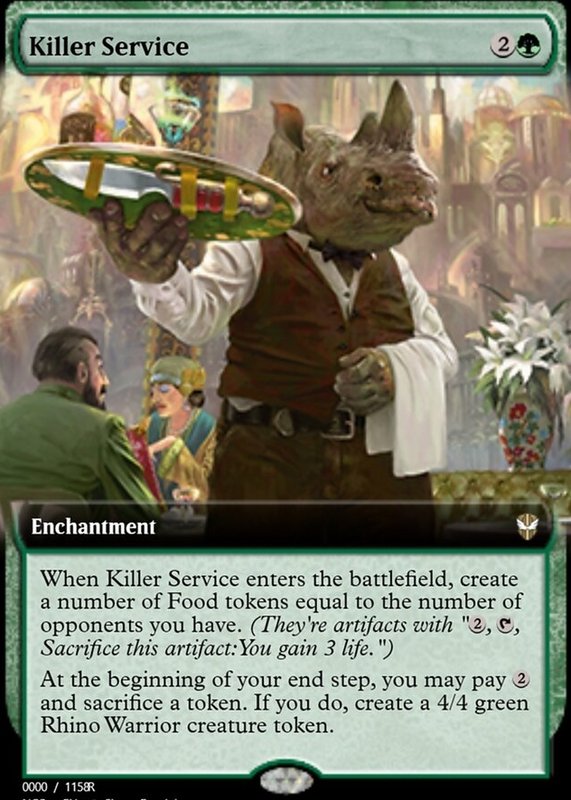 Killer Service 2
Enchantment
When Killer Service enters the battlefield, create
a number of Food tokens equal to the number of
opponents you have. (They're artifacts with "2, ,
Sacrifice this artifact:You gain 3 life.")
At the beginning of your end step, you may pay 2
and sacrifice a token. If you do, create a 4/4 green
Rhino Warrior creature token.
0000 / 1158R